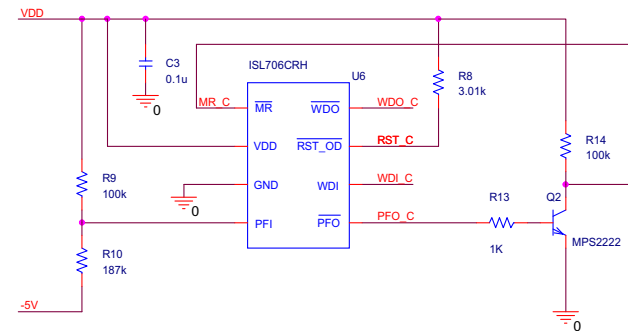 VDD
ISL706CRH
U6
C3
0.1u
0
R8
3.01k
MR_C
MR
WDO
WDO_C
VDD
RST_OD
RST_C
R14
100k
R9
100k
GND
WDI
WDI_C
0
R13
Q2
PFI
PFO
PFO_C
1K
MPS2222
R10
187k
-5V
0